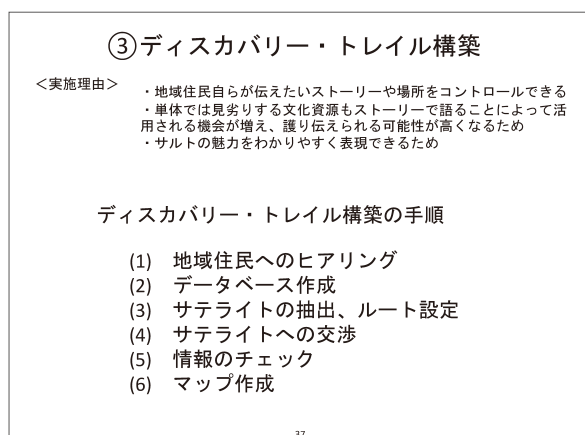 ③ディスカバリー・トレイル構築
＜実施理由＞
・地域住民自らが伝えたいストーリーや場所をコントロールできる
・単体では見劣りする文化資源もストーリーで語ることによって活
用される機会が増え、護り伝えられる可能性が高くなるため
・サルトの魅力をわかりやすく表現できるため
ディスカバリー・トレイル構築の手順
(1) 地域住民へのヒアリング
(2) データベース作成
(3) サテライトの抽出、ルート設定
(4) サテライトへの交渉
(5) 情報のチェック
(6) マップ作成
37